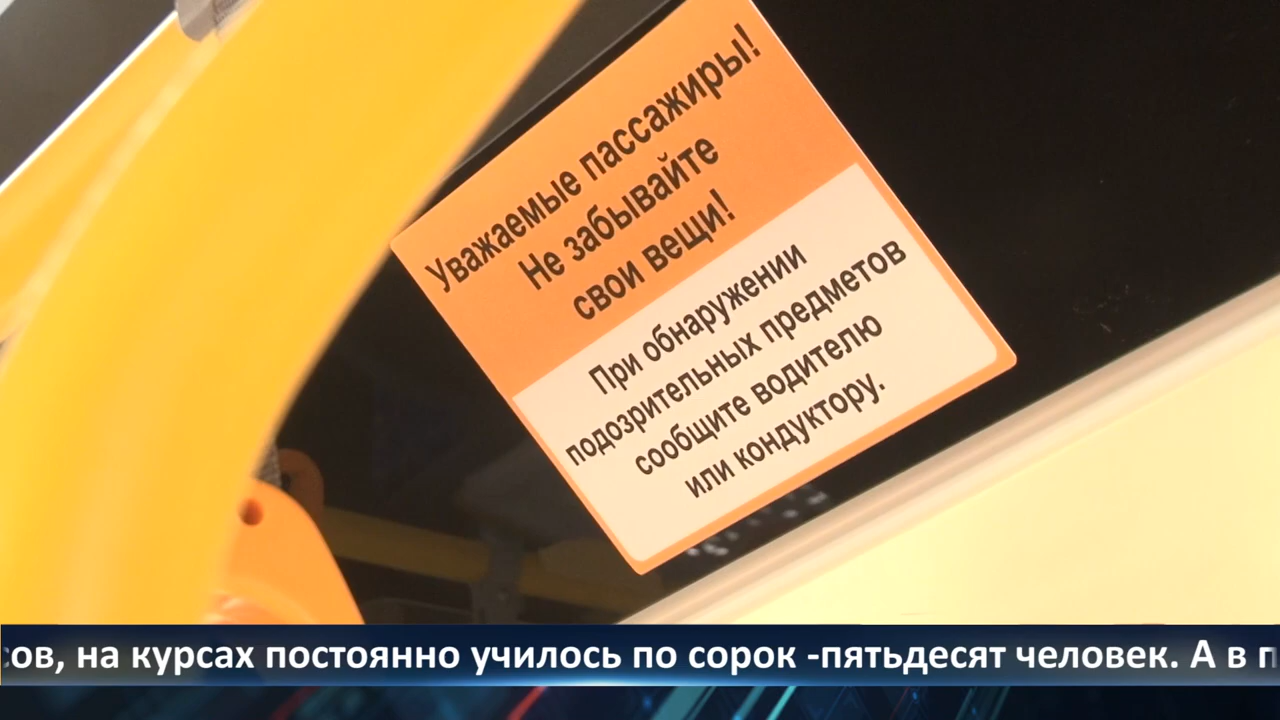 Уважаемые пассажиры!
Не забывайте
свои вещи!
При обнаружении
подозрительных предметов
сообщите водителю
или кондуктору.
на курсах постоянно училось по сорок -пятьдесят человек. А в